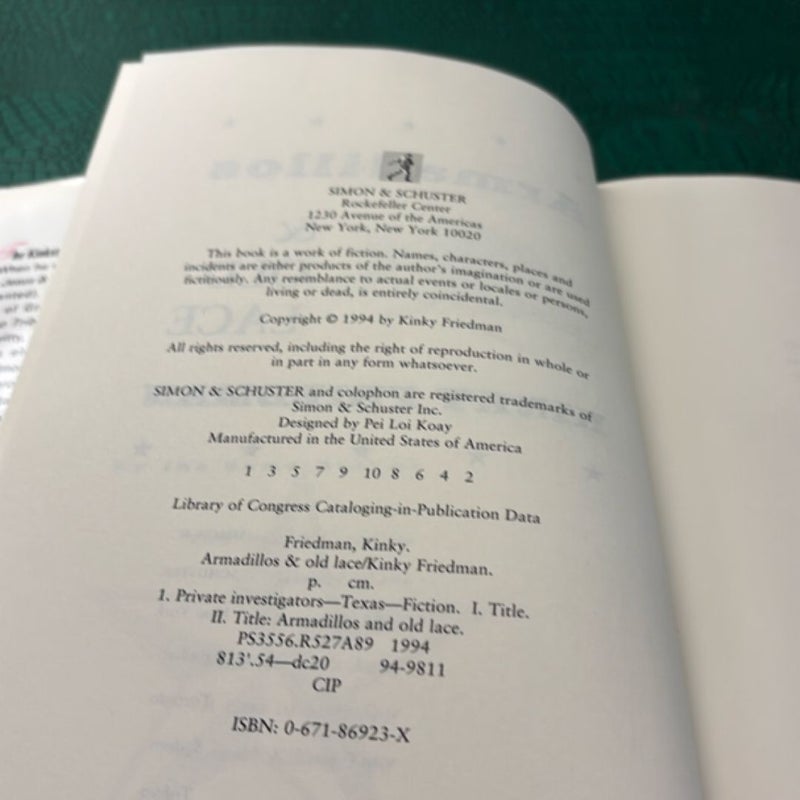 SIMON & SCHUSTER
Rockefeller Center
1230 Avenue of the Americas
New York, New York 10020
This book is a work of fiction. Names, characters, places and
incidents are either products of the author's imagination or are used
fictitiously. Any resemblance to actual events or locales or persons,
living or dead, is entirely coincidental.
Copyright © 1994 by Kinky Friedman
All rights reserved, including the right of reproduction in whole or
in part in any form whatsoever.
SIMON & SCHUSTER and colophon are registered trademarks of
Simon & Schuster Inc.
Designed by Pei Loi Koay
Manufactured in the United States of America
1 3 5 7 9 10 8 6 4 2
Library of Congress Cataloging-in-Publication Data
Friedman, Kinky.
Armadillos & old lace/Kinky Friedman.
p. cm.
1. Private investigators—Texas—Fiction. I. Title.
II. Title: Armadillos and old lace.
PS3556.R527A89 1994
813'.54—dc20 94-9811
CIP
ISBN: 0-671-86923-X